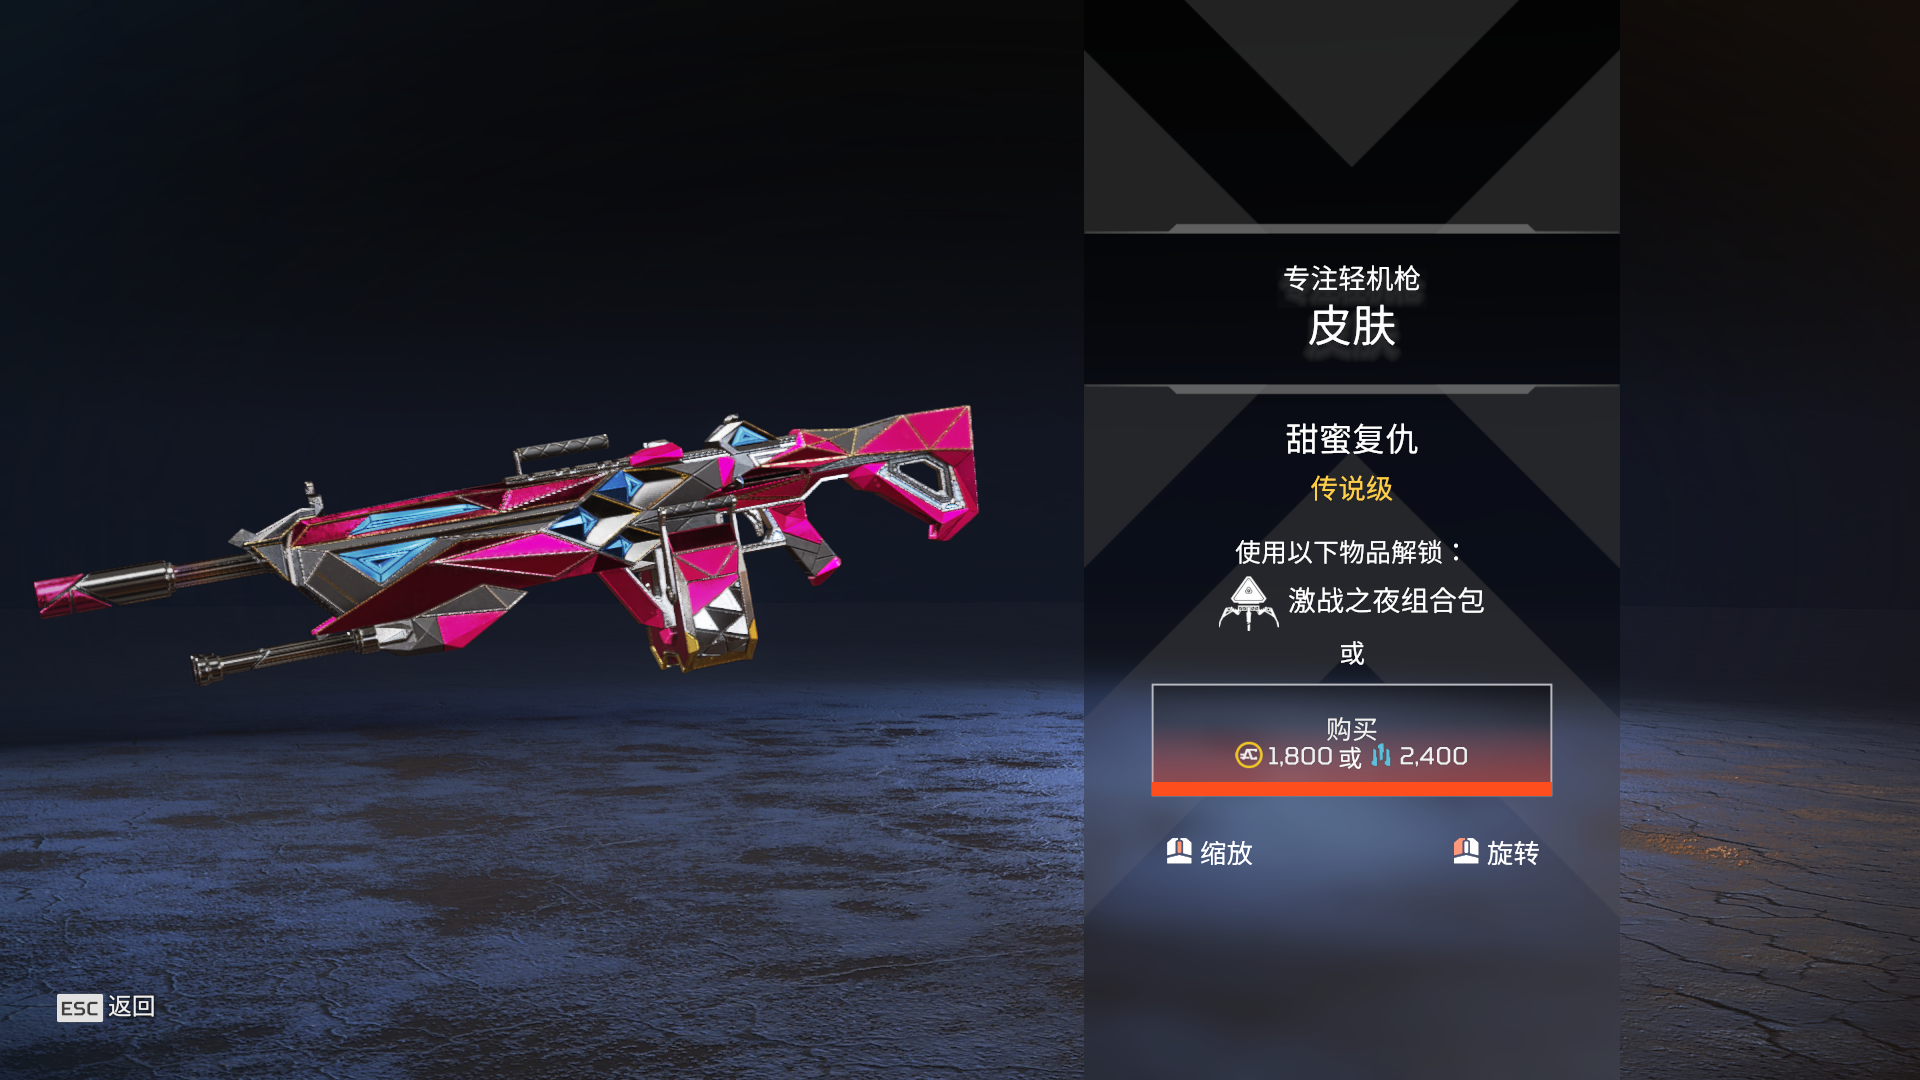 专注轻机枪
皮肤
甜蜜复仇
传说级
使用以下物品解锁：
激战之夜组合包
或
购买
1,800 或 2,400
缩放
旋转
ESC 返回